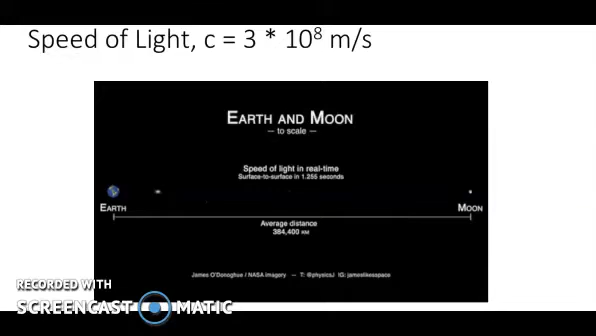 Speed of Light, c = 3 * 10⁸ m/s
EARTH AND MOON
— to scale —
Speed of light in real-time
Surface-to-surface in 1.255 seconds
EARTH
MOON
Average distance
384,400 KM
James O'Donoghue / NASA imagery — T: @physicsJ IG: jameslikesspace
RECORDED WITH
SCREENCAST MATIC